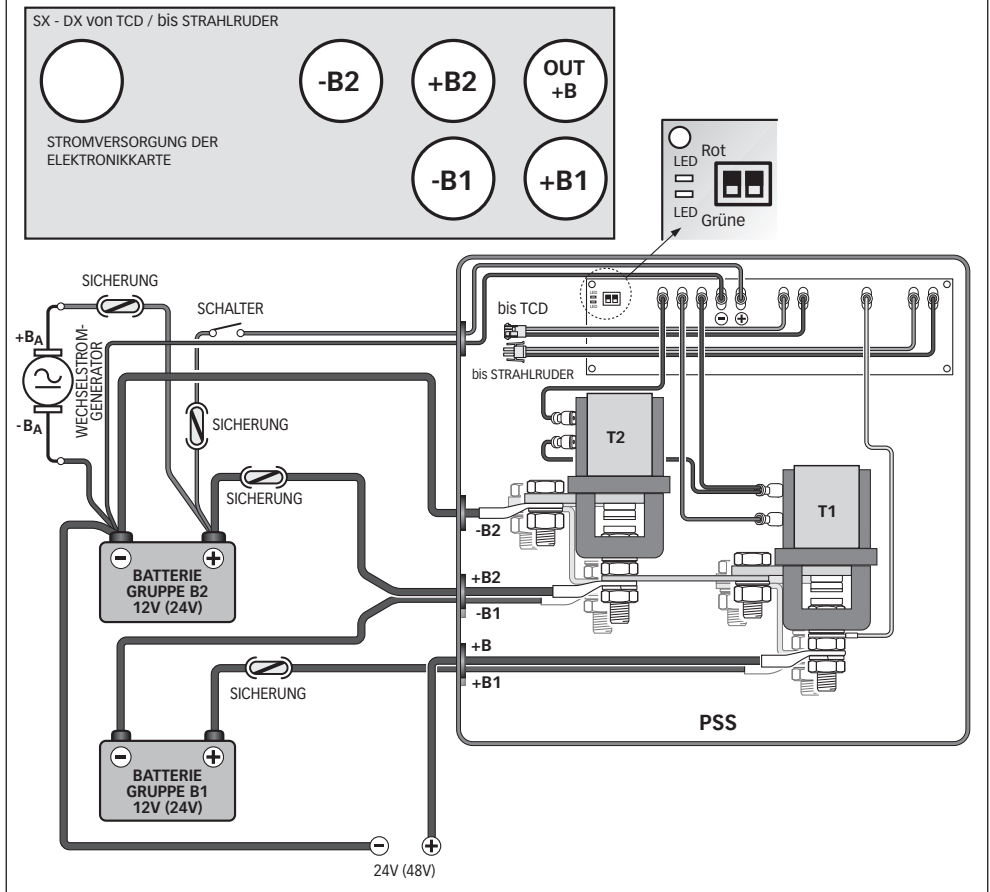 SX - DX von TCD / bis STRAHLRUDER
-B2
+B2
OUT
+B
STROMVERSORGUNG DER
ELEKTRONIKKARTE
-B1
+B1
LED
Rot
LED
Grüne
SICHERUNG
SCHALTER
bis TCD
LED
LED
- +
+BA
WECHSELSTROM-
GENERATOR
-BA
bis STRAHLRUDER
SICHERUNG
T2
SICHERUNG
T1
-B2
- +
BATTERIE
GRUPPE B2
12V (24V)
+B2
-B1
+B
SICHERUNG
+B1
PSS
- +
BATTERIE
GRUPPE B1
12V (24V)
- +
24V (48V)